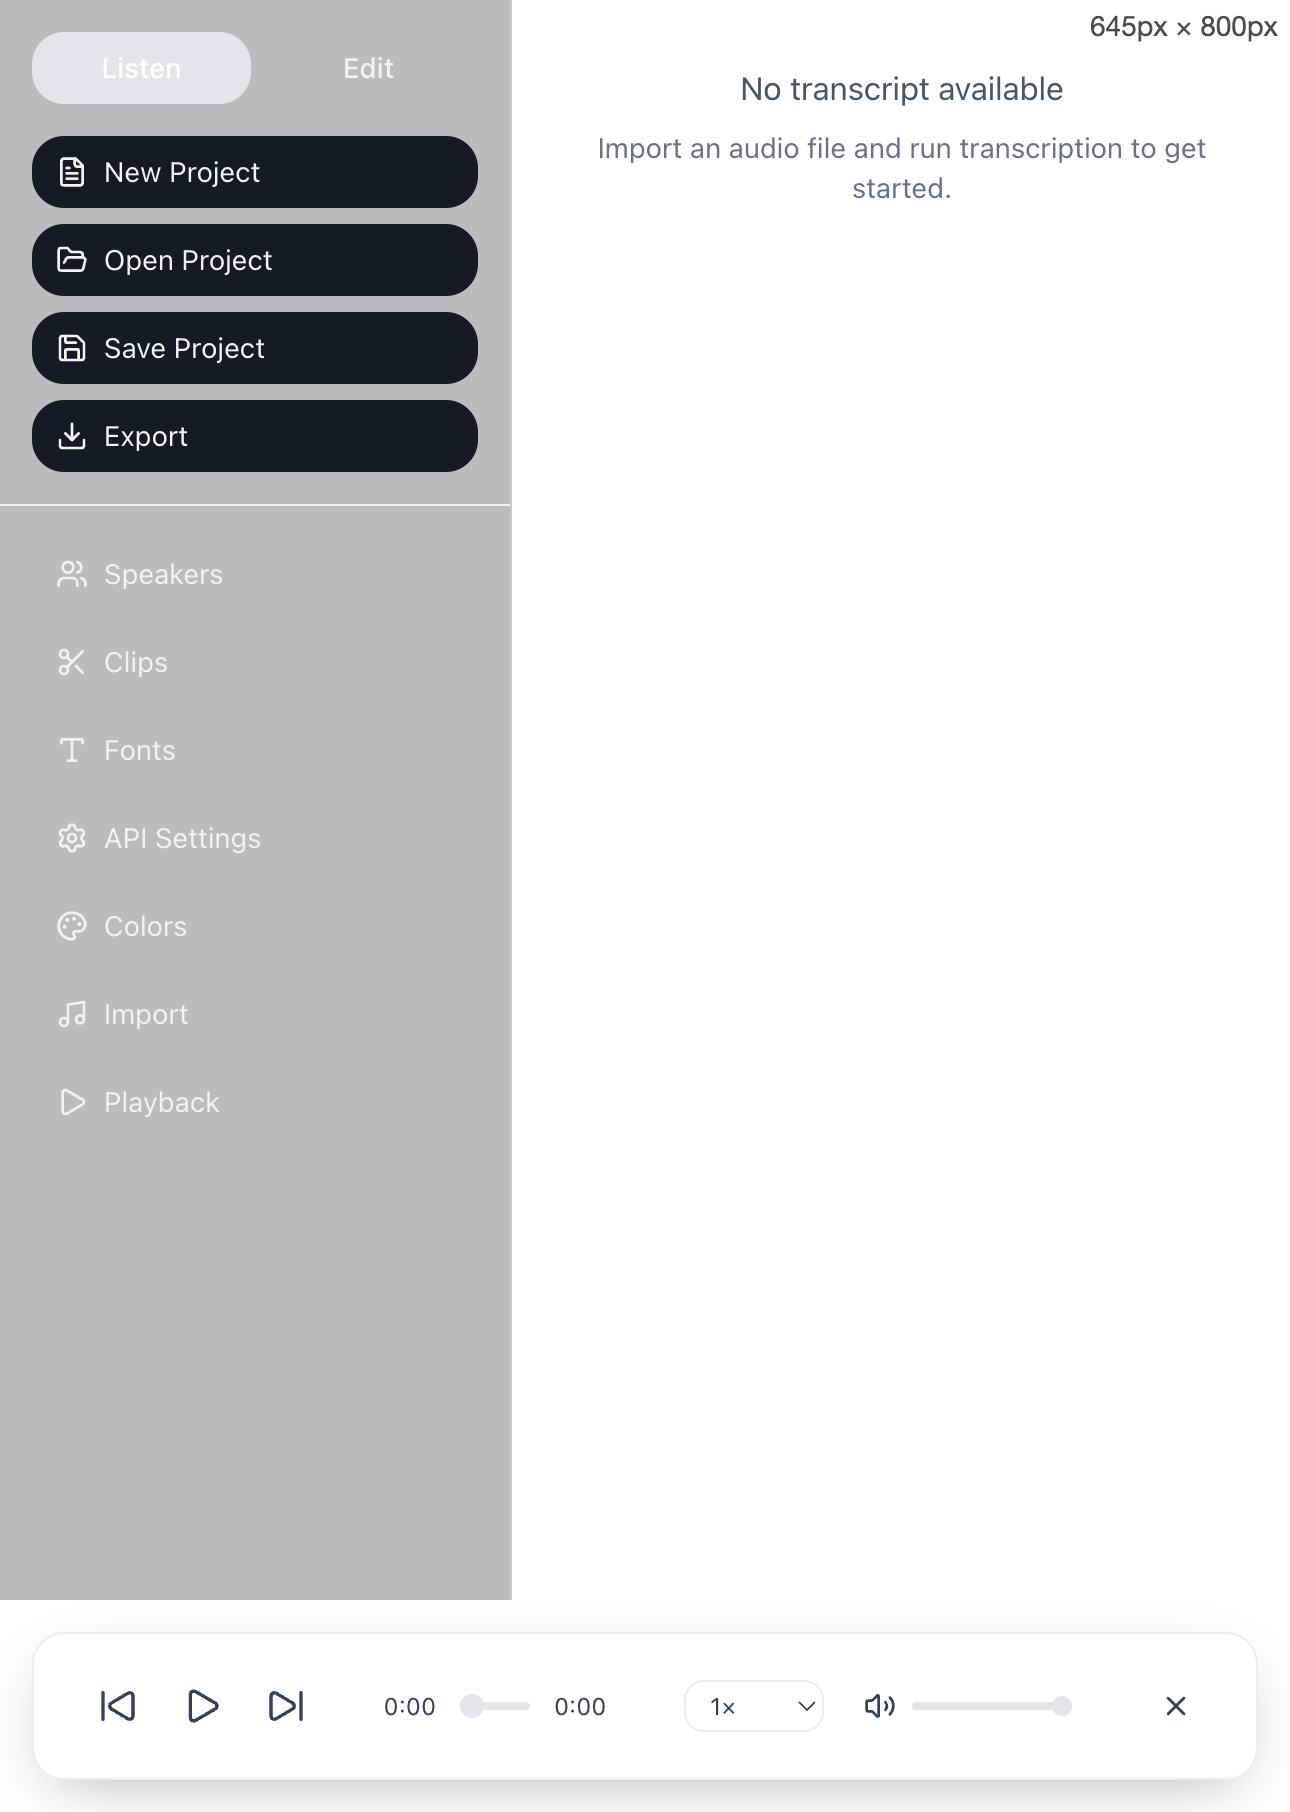 645px × 800px
Listen
Edit
New Project
Open Project
Save Project
Export
Speakers
Clips
Fonts
API Settings
Colors
Import
Playback
No transcript available
Import an audio file and run transcription to get
started.
0:00
0:00
1×